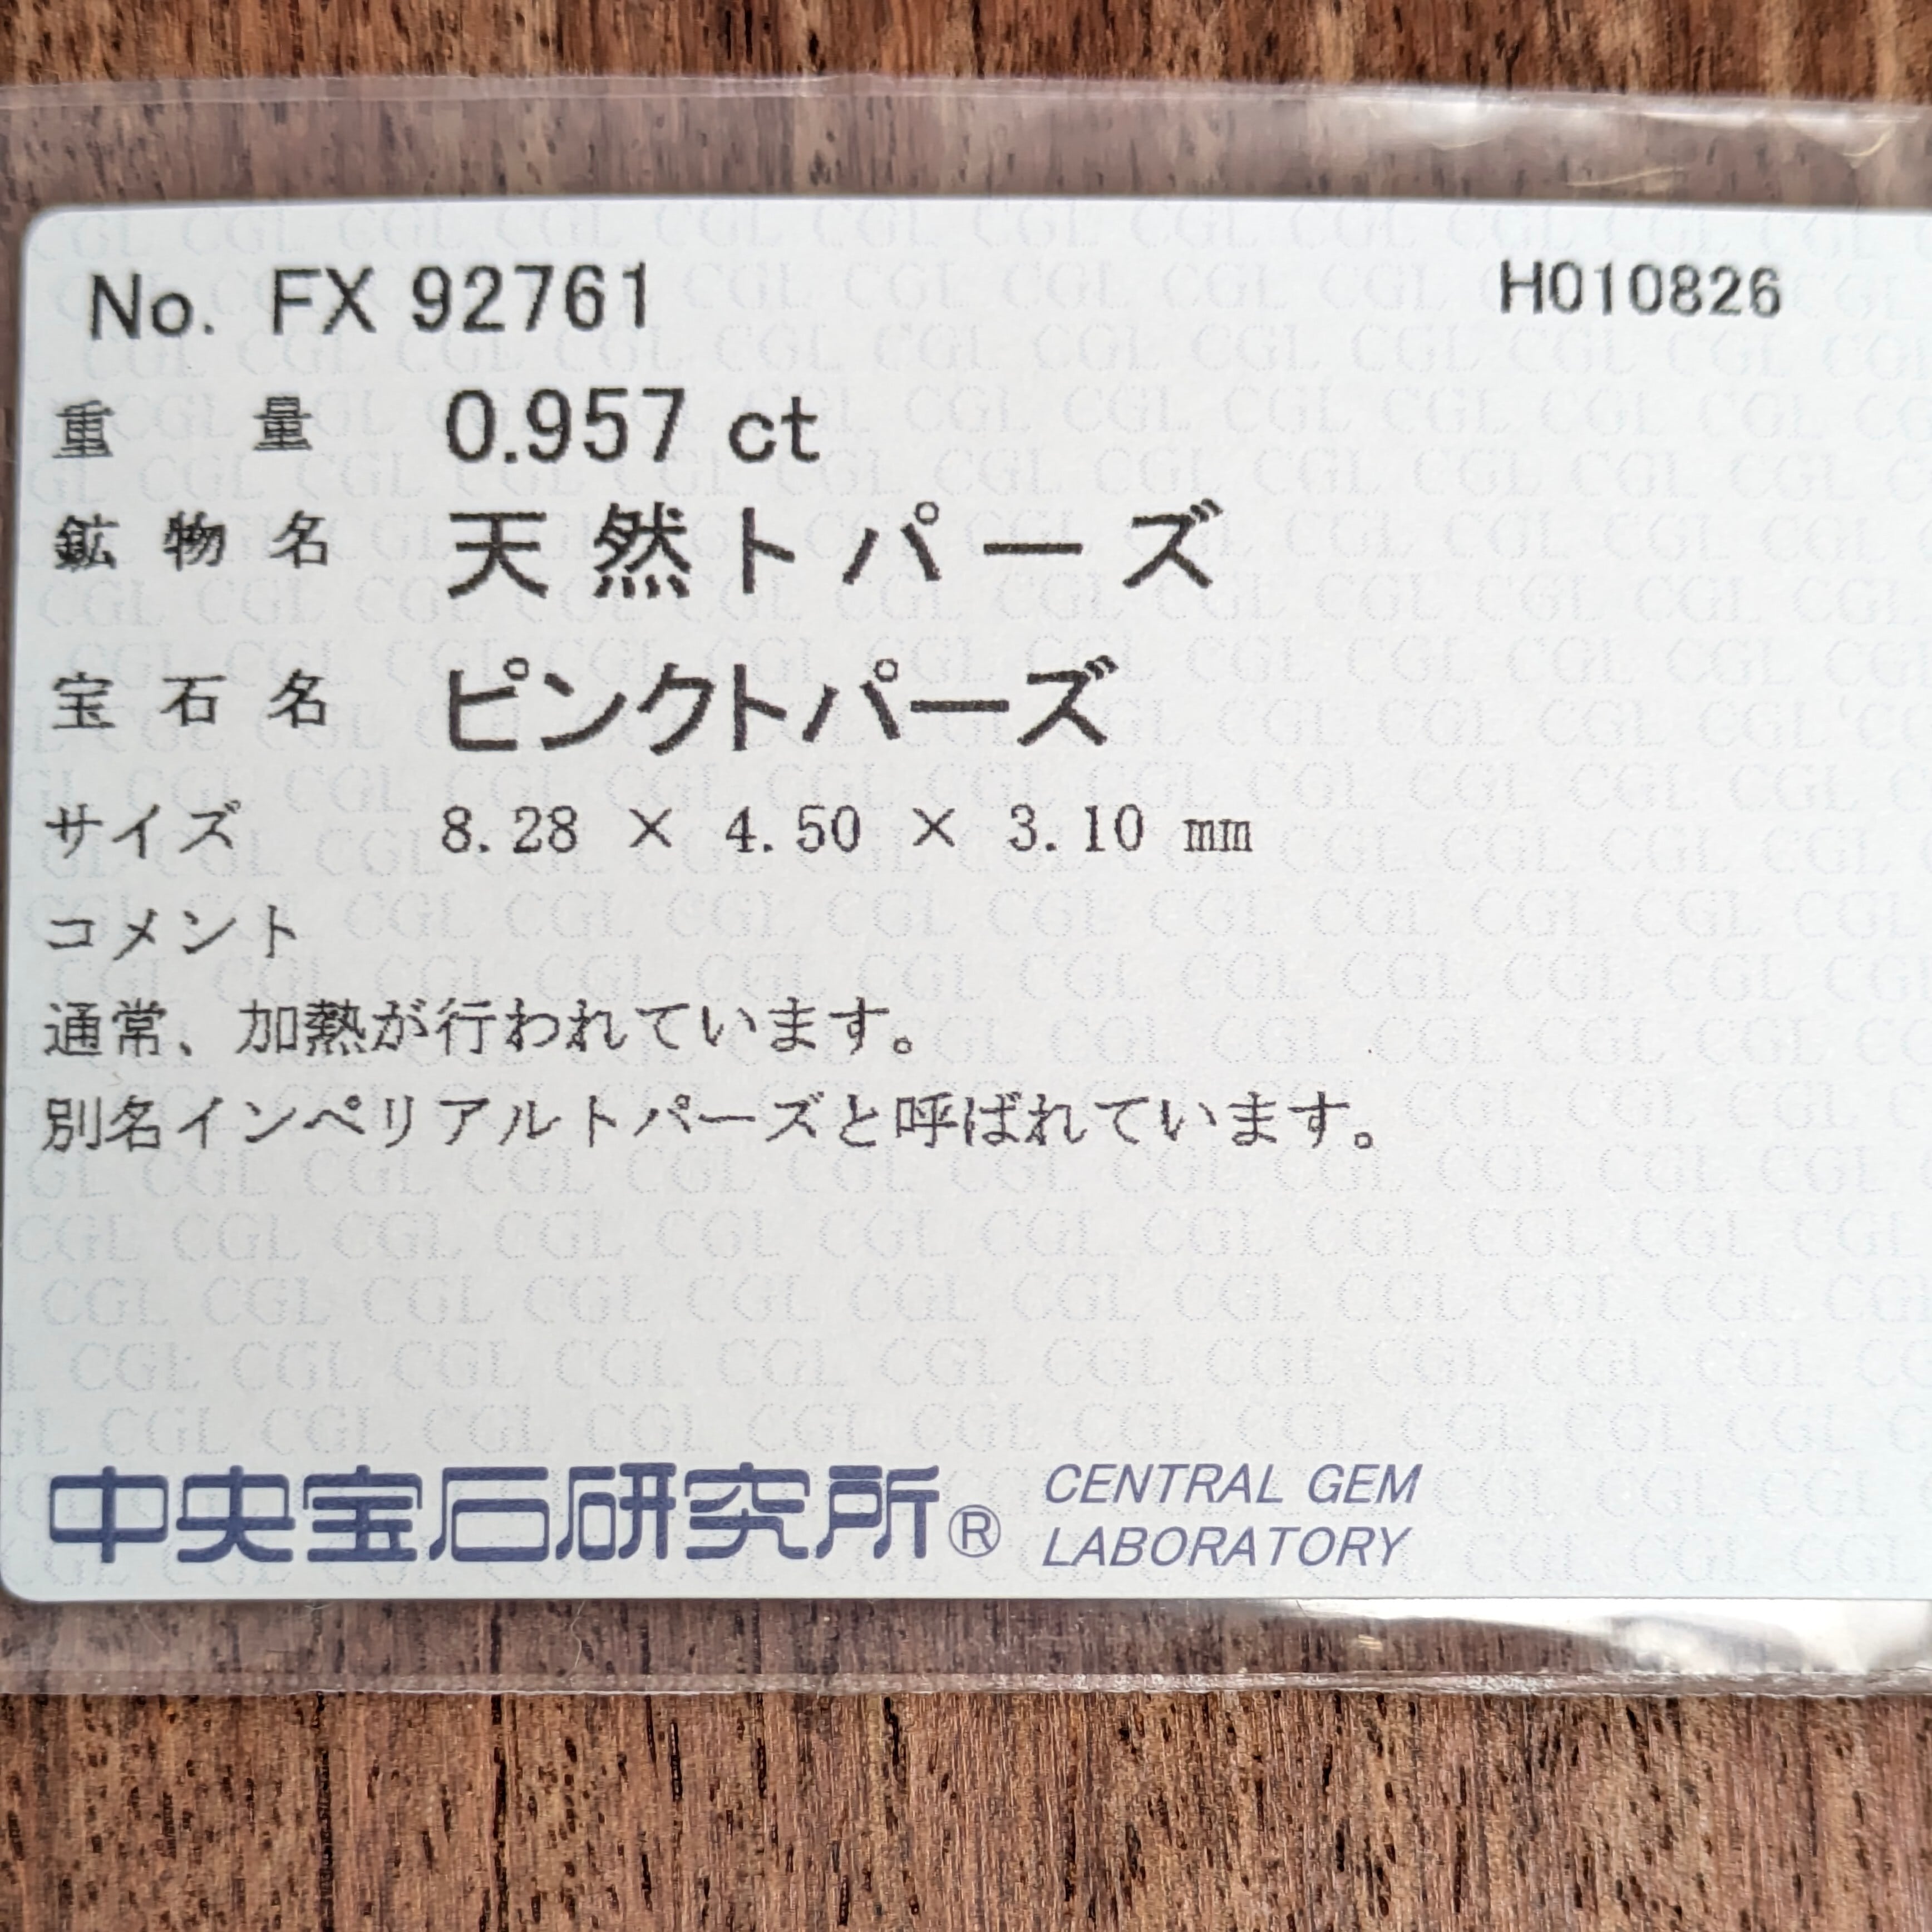 No. FX 92761 H010826
重量 0.957 ct
鉱物名 天然トパーズ
宝石名 ピンクトパーズ
サイズ 8.28 × 4.50 × 3.10 mm
コメント
通常、加熱が行われています。
別名インペリアルトパーズと呼ばれています。
中央宝石研究所® CENTRAL GEM
LABORATORY